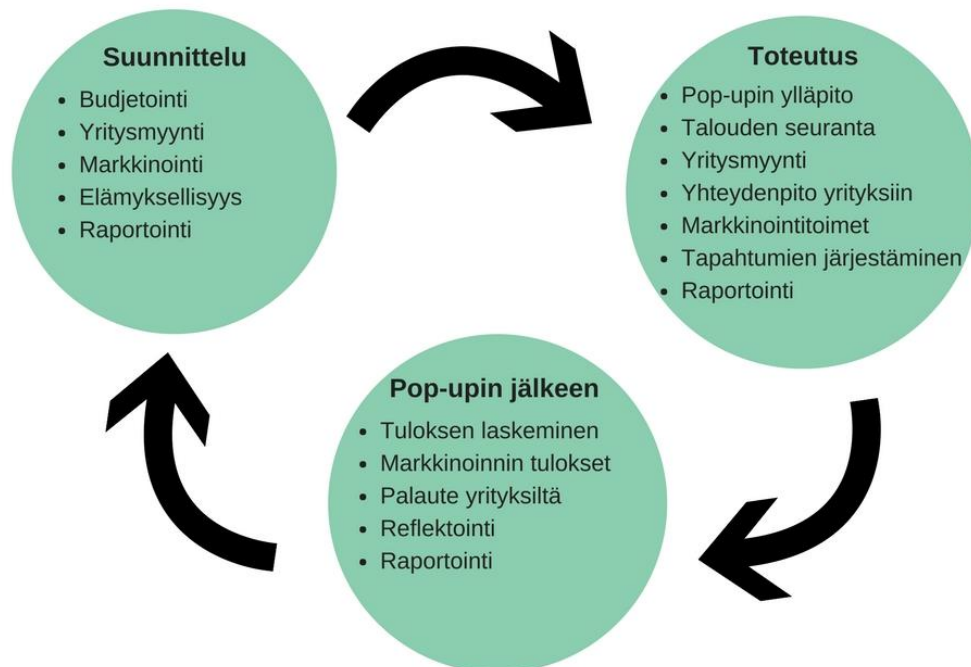 Suunnittelu
• Budjetointi
• Yritysmyynti
• Markkinointi
• Elämyksellisyys
• Raportointi
Toteutus
• Pop-upin ylläpito
• Talouden seuranta
• Yritysmyynti
• Yhteydenpito yrityksiin
• Markkinointitoimet
• Tapahtumien järjestäminen
• Raportointi
Pop-upin jälkeen
• Tuloksen laskeminen
• Markkinoinnin tulokset
• Palaute yrityksiltä
• Reflektointi
• Raportointi